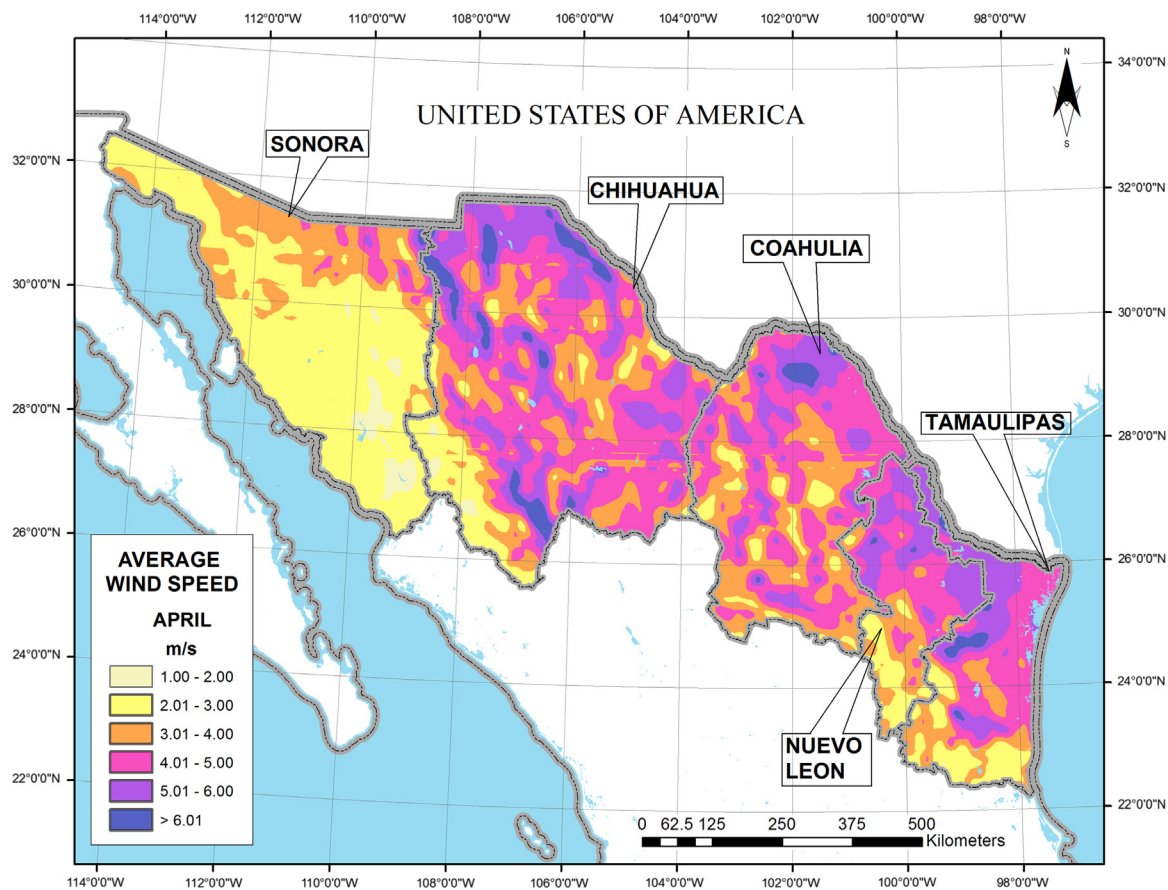 114°0'0"W 112°0'0"W 110°0'0"W 108°0'0"W 106°0'0"W 104°0'0"W 102°0'0"W 100°0'0"W 98°0'0"W
N
S
34°0'0"N
UNITED STATES OF AMERICA
SONORA
32°0'0"N
32°0'0"N
CHIHUAHUA
COAHULIA
30°0'0"N
30°0'0"N
28°0'0"N
TAMAULIPAS
28°0'0"N
26°0'0"N
26°0'0"N
24°0'0"N
24°0'0"N
22°0'0"N
22°0'0"N
NUEVO
LEON
AVERAGE
WIND SPEED
APRIL
m/s
1.00 - 2.00
2.01 - 3.00
3.01 - 4.00
4.01 - 5.00
5.01 - 6.00
> 6.01
0 62.5 125 250 375 500
Kilometers
114°0'0"W 112°0'0"W 110°0'0"W 108°0'0"W 106°0'0"W 104°0'0"W 102°0'0"W 100°0'0"W 98°0'0"W